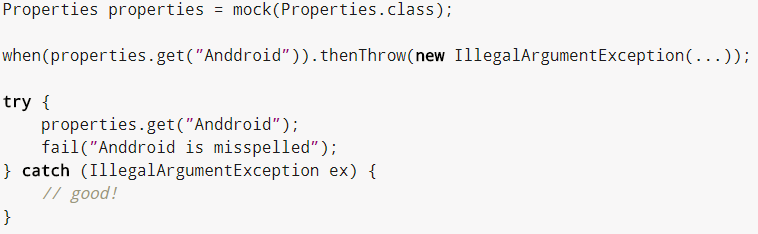 Properties properties = mock(Properties.class);
when(properties.get(”Anddroid”)).thenThrow(new IllegalArgumentException(...));
try {
properties.get(”Anddroid”);
fail(”Anddroid is misspelled”);
} catch (IllegalArgumentException ex) {
// good!
}